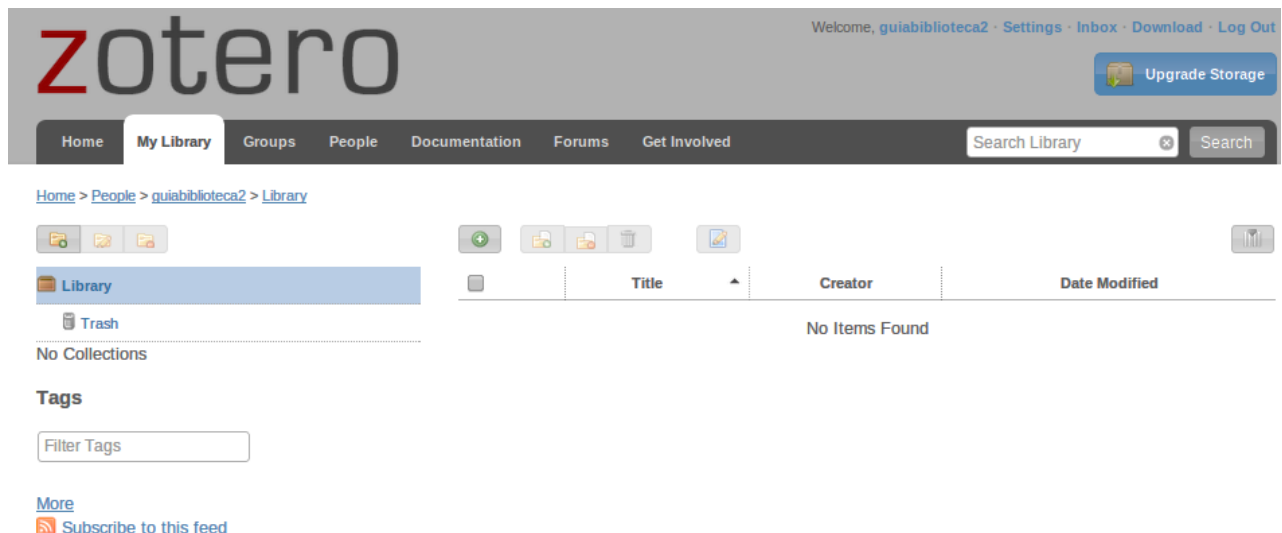 zotero
Welcome, guiabiblioteca2 · Settings · Inbox · Download · Log Out
Upgrade Storage
Home My Library Groups People Documentation Forums Get Involved Search Library Search
Home > People > guiabiblioteca2 > Library
Library
Title Creator Date Modified
Trash
No Items Found
No Collections
Tags
Filter Tags
More
Subscribe to this feed